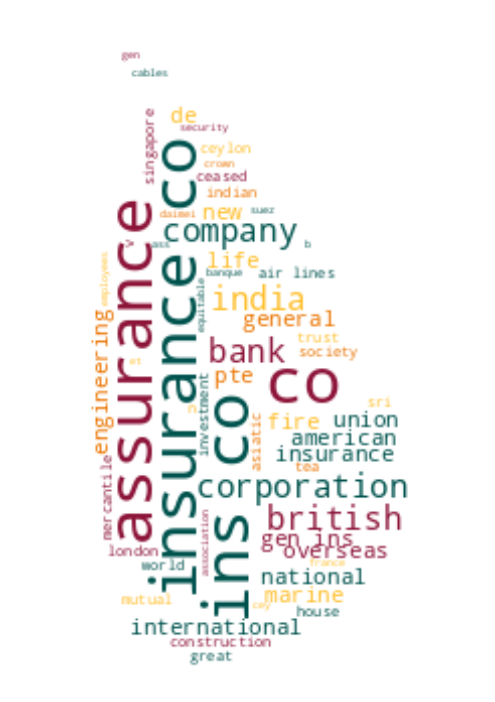 gen
cables
de
security
singapore
insurance co
ceylon
crown
ceased
indian
assurance
daimei
new
suez
company
v
ass
b
life
banque
air lines
employees
equitable
india
general
engineering
trust
bank
society
et
pte
co
investment
n
ins co
sri
asiatic
fire
union
american
insurance
mercantile
tea
corporation
british
association
gen ins
london
overseas
world
france
national
mutual
marine
cey
house
international
construction
great